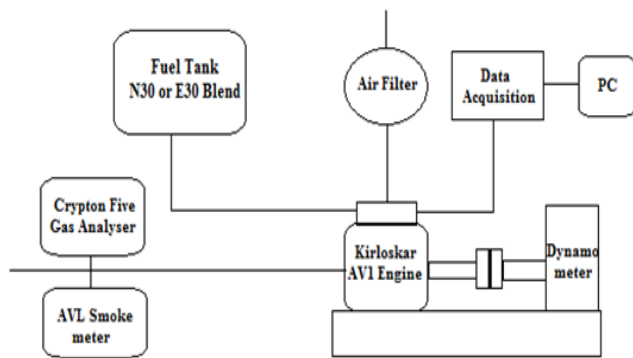 Fuel Tank
N30 or E30 Blend
Air Filter
Data
Acquisition
PC
Crypton Five
Gas Analyser
Kirloskar
AV1 Engine
Dynamo
meter
AVL Smoke
meter